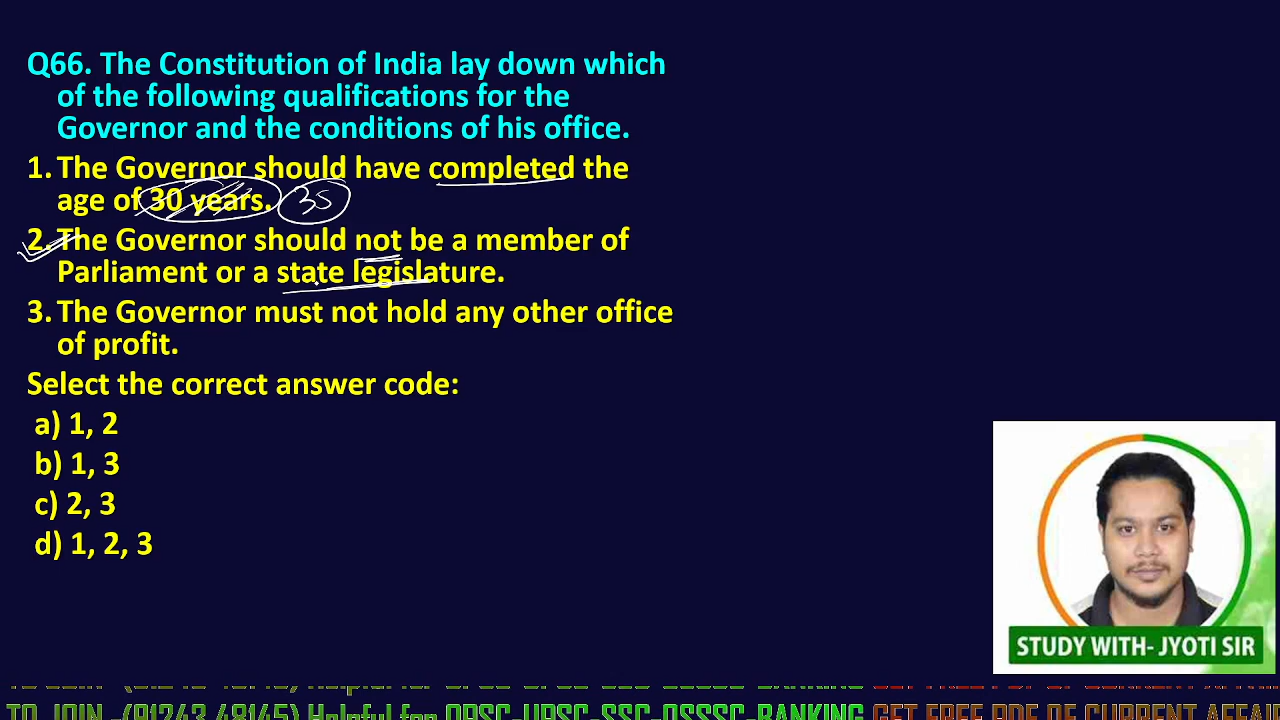 Q66. The Constitution of India lay down which
of the following qualifications for the
Governor and the conditions of his office.
1. The Governor should have completed the
age of 30 years. 35
2. The Governor should not be a member of
Parliament or a state legislature.
3. The Governor must not hold any other office
of profit.
Select the correct answer code:
a) 1, 2
b) 1, 3
c) 2, 3
d) 1, 2, 3
STUDY WITH- JYOTI SIR
TO JOIN -(91243 48145) Helpful for OPSC-UPSC-SSC-OSSSC-BANKING GET FREE PDF OF CURRENT AFFAI